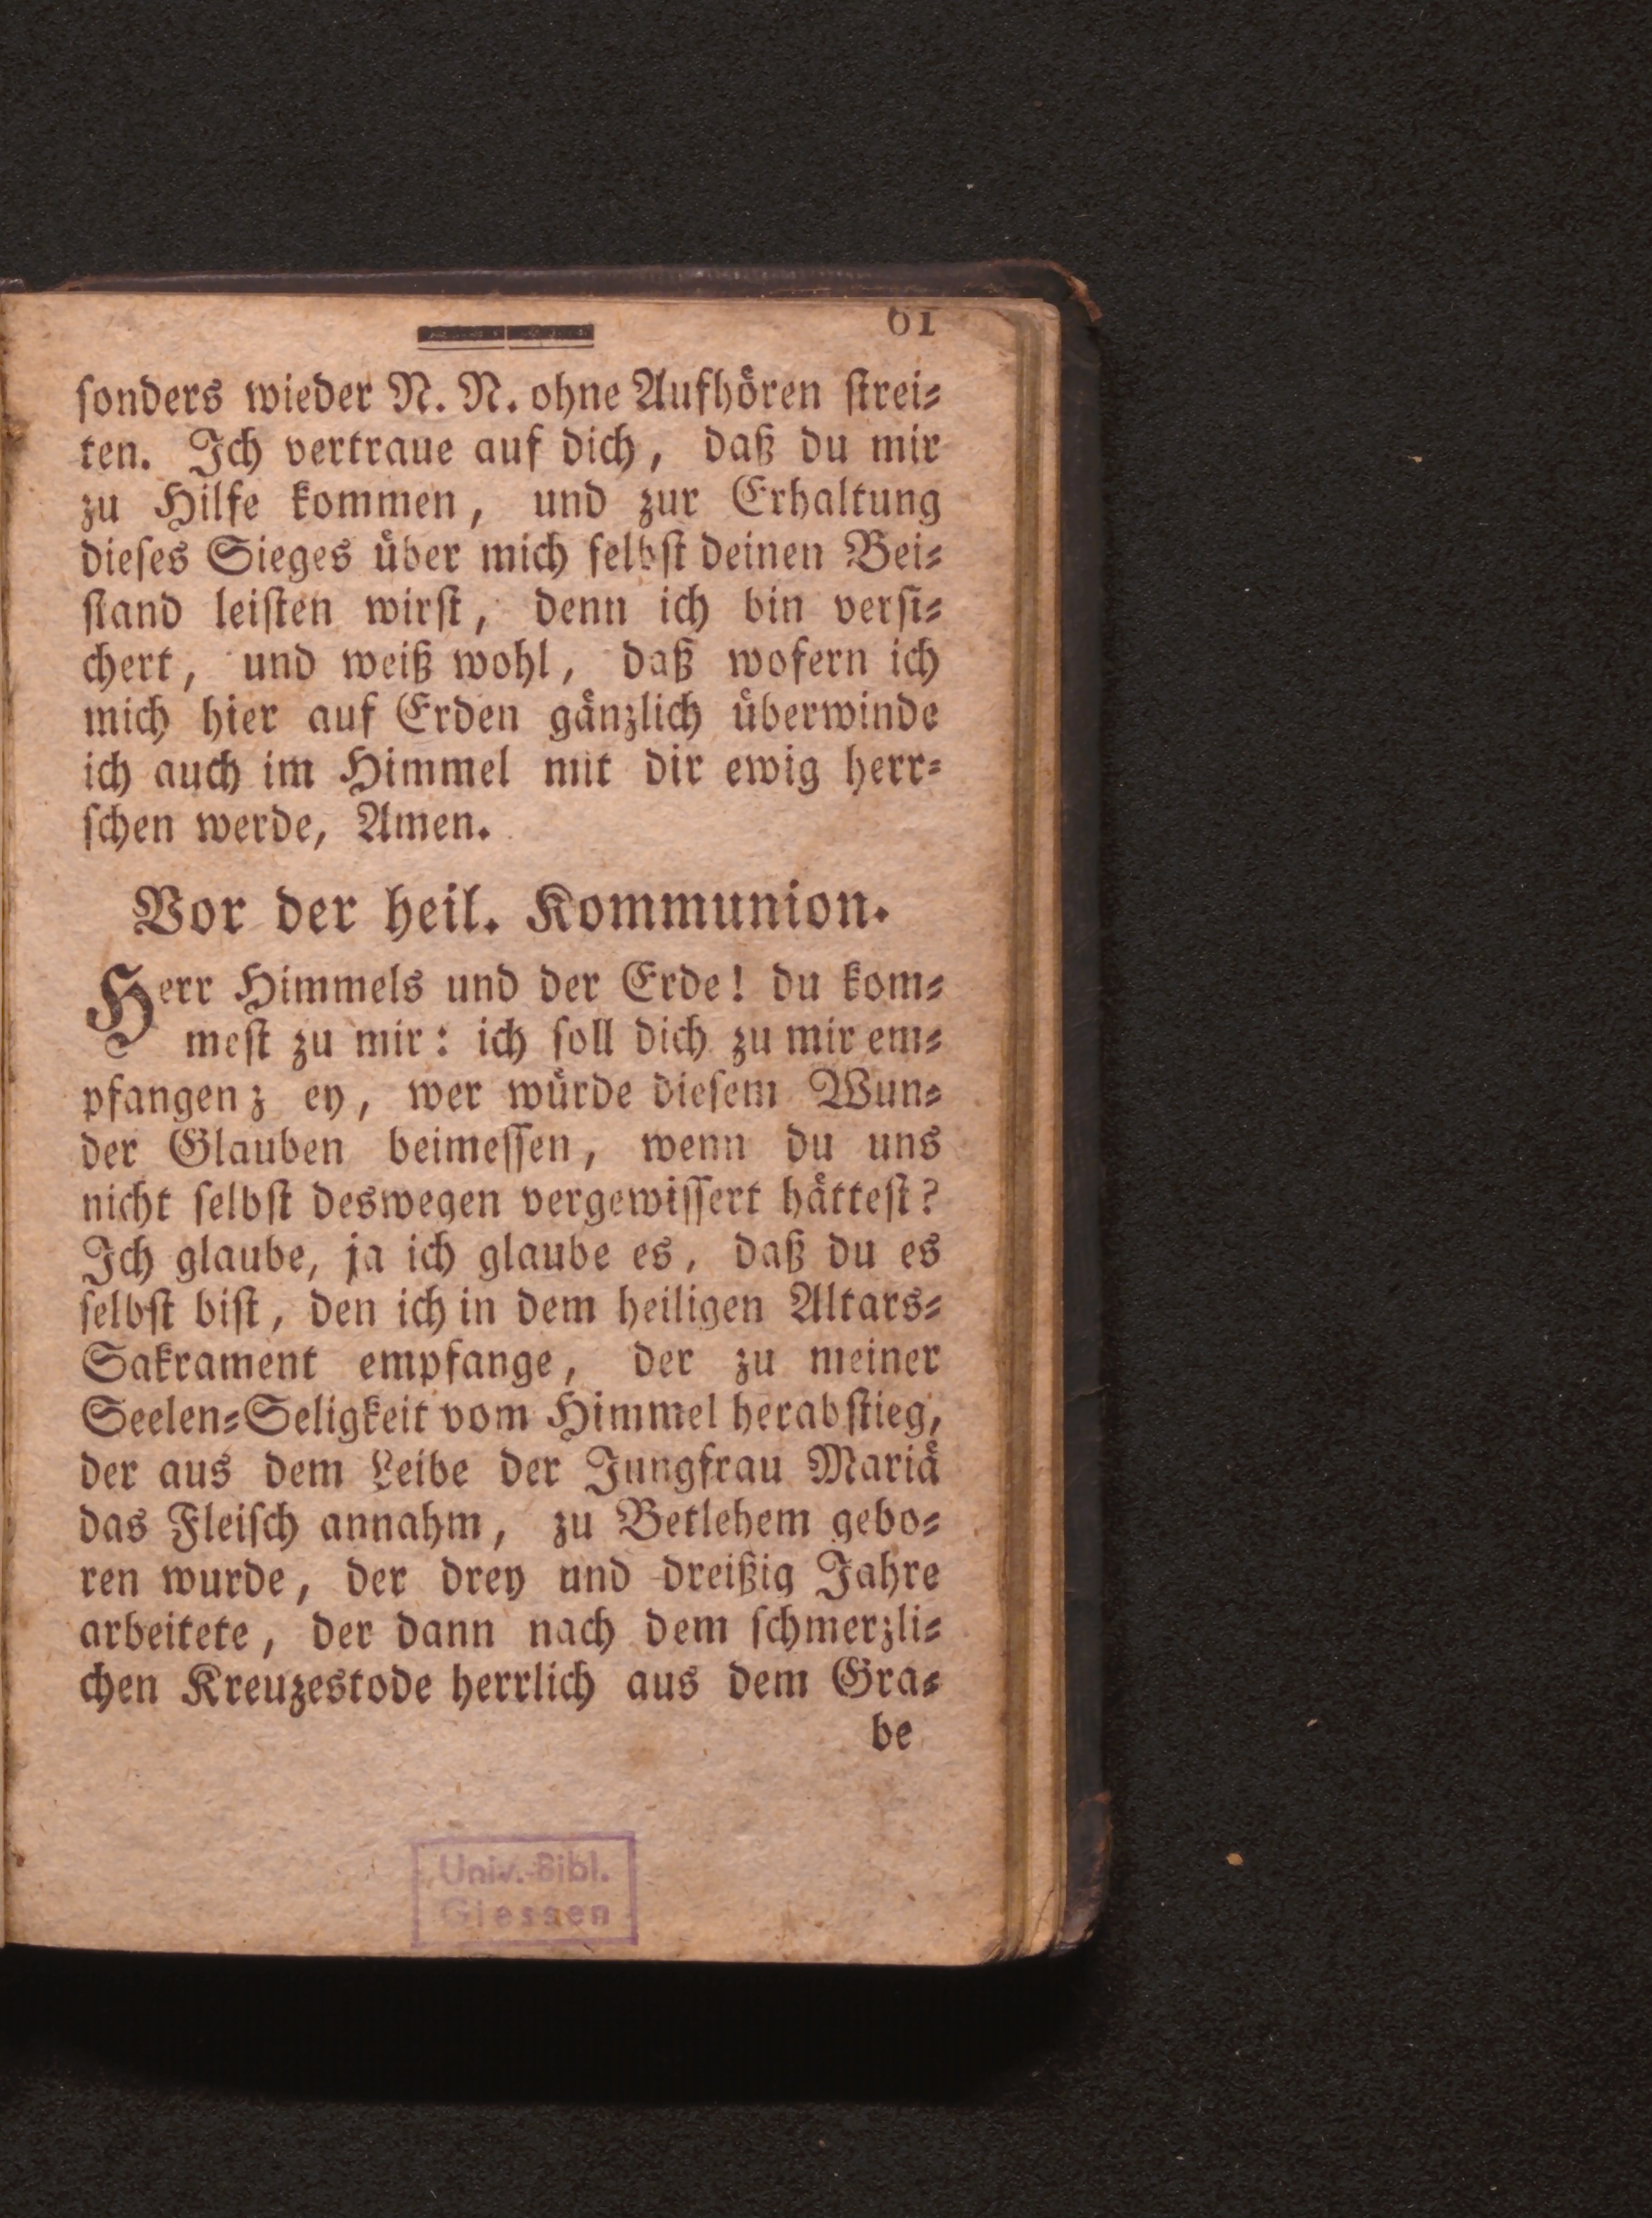 61
ſonders wieder N. N. ohne Aufhören ſtrei⸗
ten. Ich vertraue auf dich, daß du mir
zu Hilfe kommen, und zur Erhaltung
dieſes Sieges über mich ſelbſt deinen Bei⸗
ſtand leiſten wirſt, denn ich bin verſi⸗
chert, und weiß wohl, daß wofern ich
mich hier auf Erden gänzlich überwinde
ich auch im Himmel mit dir ewig herr⸗
ſchen werde, Amen.
Vor der heil. Kommunion.
Herr Himmels und der Erde! du kom⸗
meſt zu mir: ich ſoll dich zu mir em⸗
pfangen z ey, wer würde dieſem Wun⸗
der Glauben beimeſſen, wenn du uns
nicht ſelbſt deswegen vergewiſſert hätteſt?
Ich glaube, ja ich glaube es, daß du es
ſelbſt biſt, den ich in dem heiligen Altars⸗
Sakrament empfange, der zu meiner
Seelen⸗Seligkeit vom Himmel herabſtieg,
der aus dem Leibe der Jungfrau Mariä
das Fleiſch annahm, zu Betlehem gebo⸗
ren wurde, der drey und dreißig Jahre
arbeitete, der dann nach dem ſchmerzli⸗
chen Kreuzestode herrlich aus dem Gra⸗
be
Univ.-Bibl.
Giessen